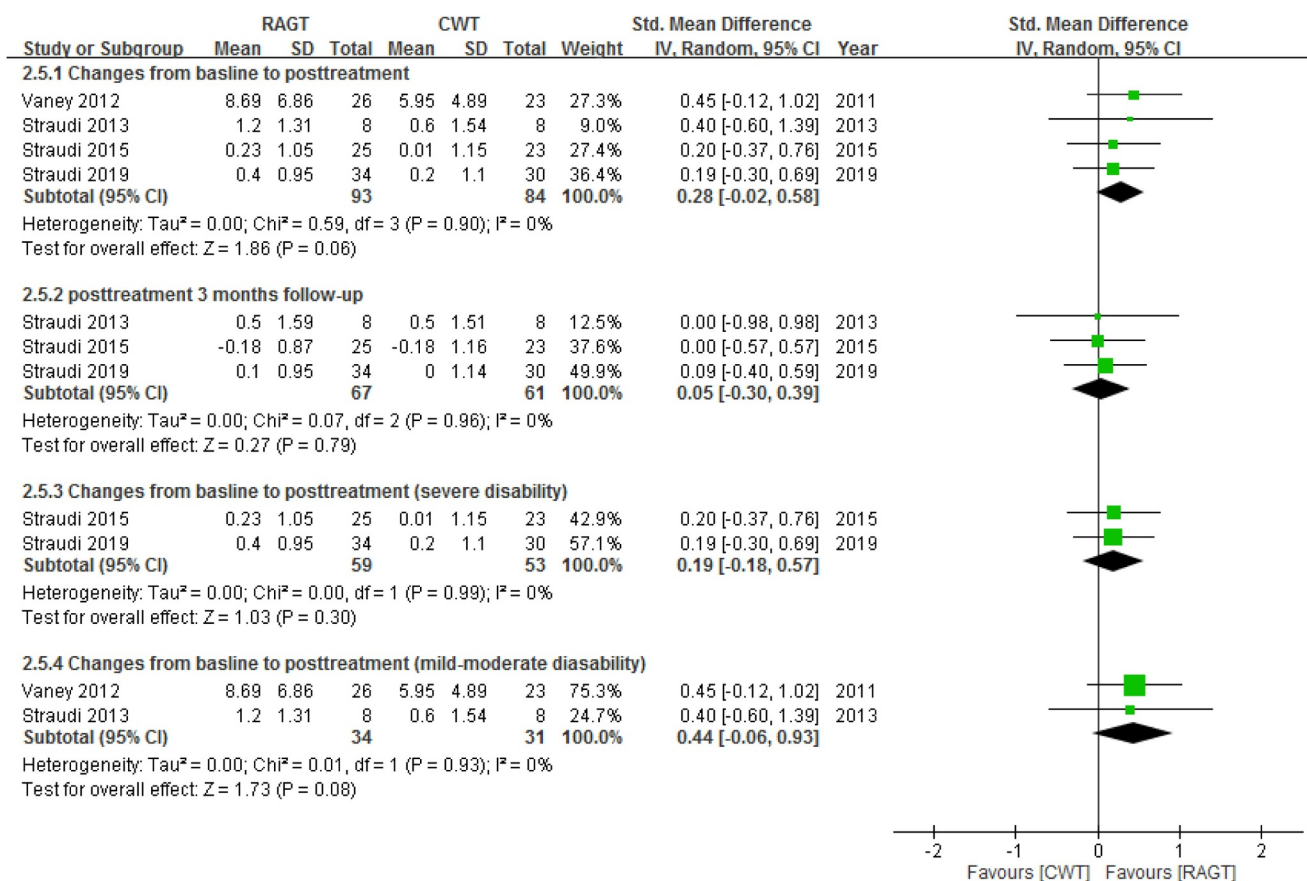 RAGT CWT Std. Mean Difference Std. Mean Difference
Study or Subgroup Mean SD Total Mean SD Total Weight IV, Random, 95% CI Year IV, Random, 95% CI
2.5.1 Changes from basline to posttreatment
Vaney 2012 8.69 6.86 26 5.95 4.89 23 27.3% 0.45 [-0.12, 1.02] 2011
Straudi 2013 1.2 1.31 8 0.6 1.54 8 9.0% 0.40 [-0.60, 1.39] 2013
Straudi 2015 0.23 1.05 25 0.01 1.15 23 27.4% 0.20 [-0.37, 0.76] 2015
Straudi 2019 0.4 0.95 34 0.2 1.1 30 36.4% 0.19 [-0.30, 0.69] 2019
Subtotal (95% CI) 93 84 100.0% 0.28 [-0.02, 0.58]
Heterogeneity: Tau² = 0.00; Chi² = 0.59, df = 3 (P = 0.90); I² = 0%
Test for overall effect: Z = 1.86 (P = 0.06)
2.5.2 posttreatment 3 months follow-up
Straudi 2013 0.5 1.59 8 0.5 1.51 8 12.5% 0.00 [-0.98, 0.98] 2013
Straudi 2015 -0.18 0.87 25 -0.18 1.16 23 37.6% 0.00 [-0.57, 0.57] 2015
Straudi 2019 0.1 0.95 34 0 1.14 30 49.9% 0.09 [-0.40, 0.59] 2019
Subtotal (95% CI) 67 61 100.0% 0.05 [-0.30, 0.39]
Heterogeneity: Tau² = 0.00; Chi² = 0.07, df = 2 (P = 0.96); I² = 0%
Test for overall effect: Z = 0.27 (P = 0.79)
2.5.3 Changes from basline to posttreatment (severe disability)
Straudi 2015 0.23 1.05 25 0.01 1.15 23 42.9% 0.20 [-0.37, 0.76] 2015
Straudi 2019 0.4 0.95 34 0.2 1.1 30 57.1% 0.19 [-0.30, 0.69] 2019
Subtotal (95% CI) 59 53 100.0% 0.19 [-0.18, 0.57]
Heterogeneity: Tau² = 0.00; Chi² = 0.00, df = 1 (P = 0.99); I² = 0%
Test for overall effect: Z = 1.03 (P = 0.30)
2.5.4 Changes from basline to posttreatment (mild-moderate diasability)
Vaney 2012 8.69 6.86 26 5.95 4.89 23 75.3% 0.45 [-0.12, 1.02] 2011
Straudi 2013 1.2 1.31 8 0.6 1.54 8 24.7% 0.40 [-0.60, 1.39] 2013
Subtotal (95% CI) 34 31 100.0% 0.44 [-0.06, 0.93]
Heterogeneity: Tau² = 0.00; Chi² = 0.01, df = 1 (P = 0.93); I² = 0%
Test for overall effect: Z = 1.73 (P = 0.08)
-2 -1 0 1 2
Favours [CWT] Favours [RAGT]